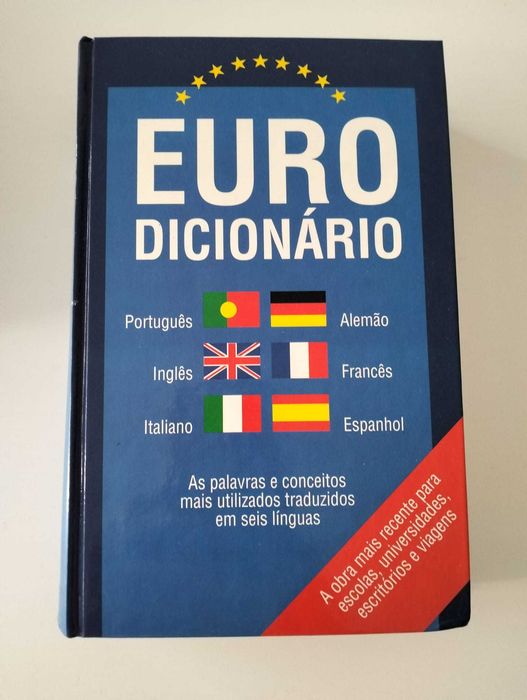 EURO
DICIONÁRIO
Português
Alemão
Inglês
Francês
Italiano
Espanhol
As palavras e conceitos
mais utilizados traduzidos
em seis línguas
A obra mais recente para
escolas, universidades,
escritórios e viagens